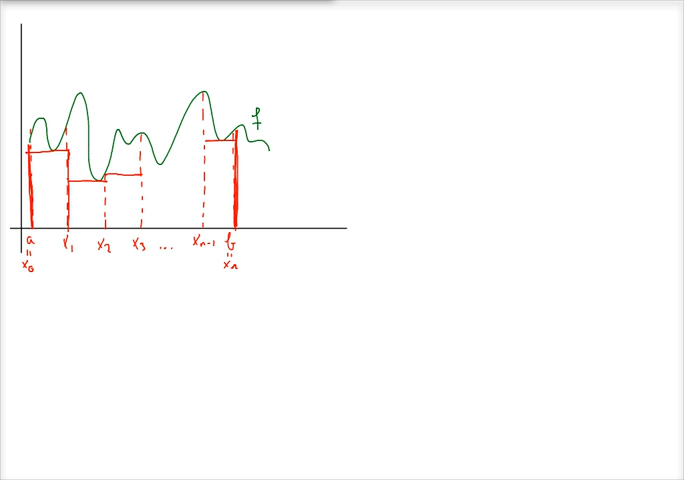 f
a x₁ x₂ x₃ ... xₙ₋₁ b
= =
x₀ xₙ